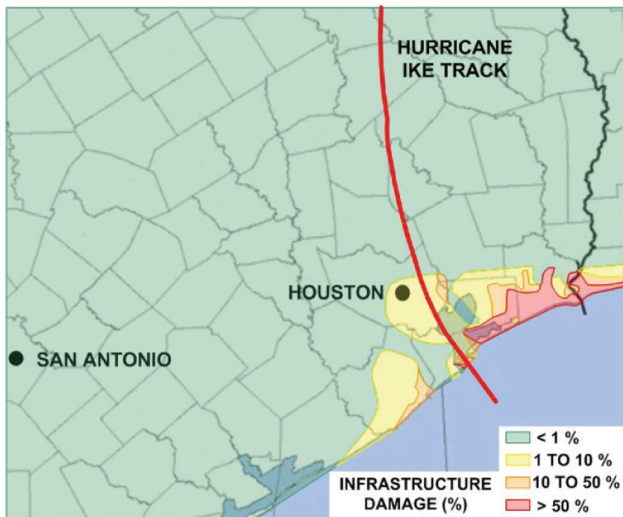 HURRICANE
IKE TRACK
HOUSTON
SAN ANTONIO
INFRASTRUCTURE
DAMAGE (%)
< 1 %
1 TO 10 %
10 TO 50 %
> 50 %